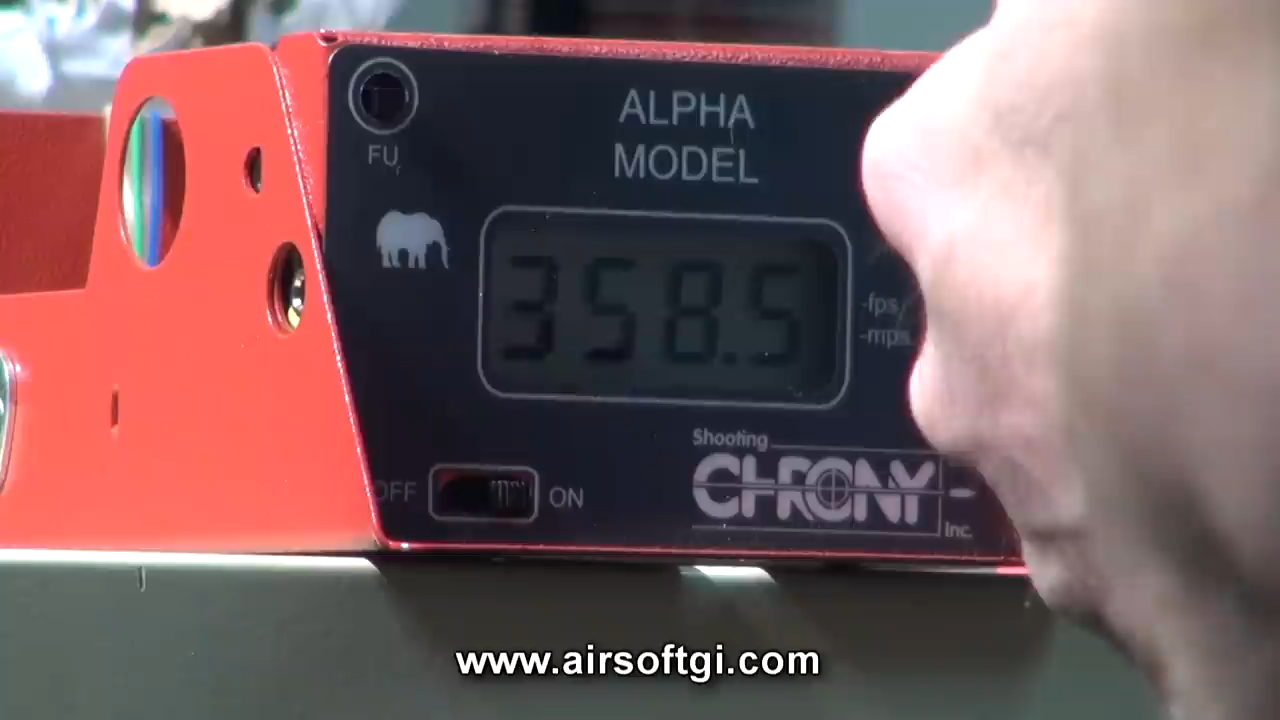 ALPHA
MODEL
FU
358.5
-fps/
-mps
OFF
ON
Shooting
CHRONY
Inc.
www.airsoftgi.com